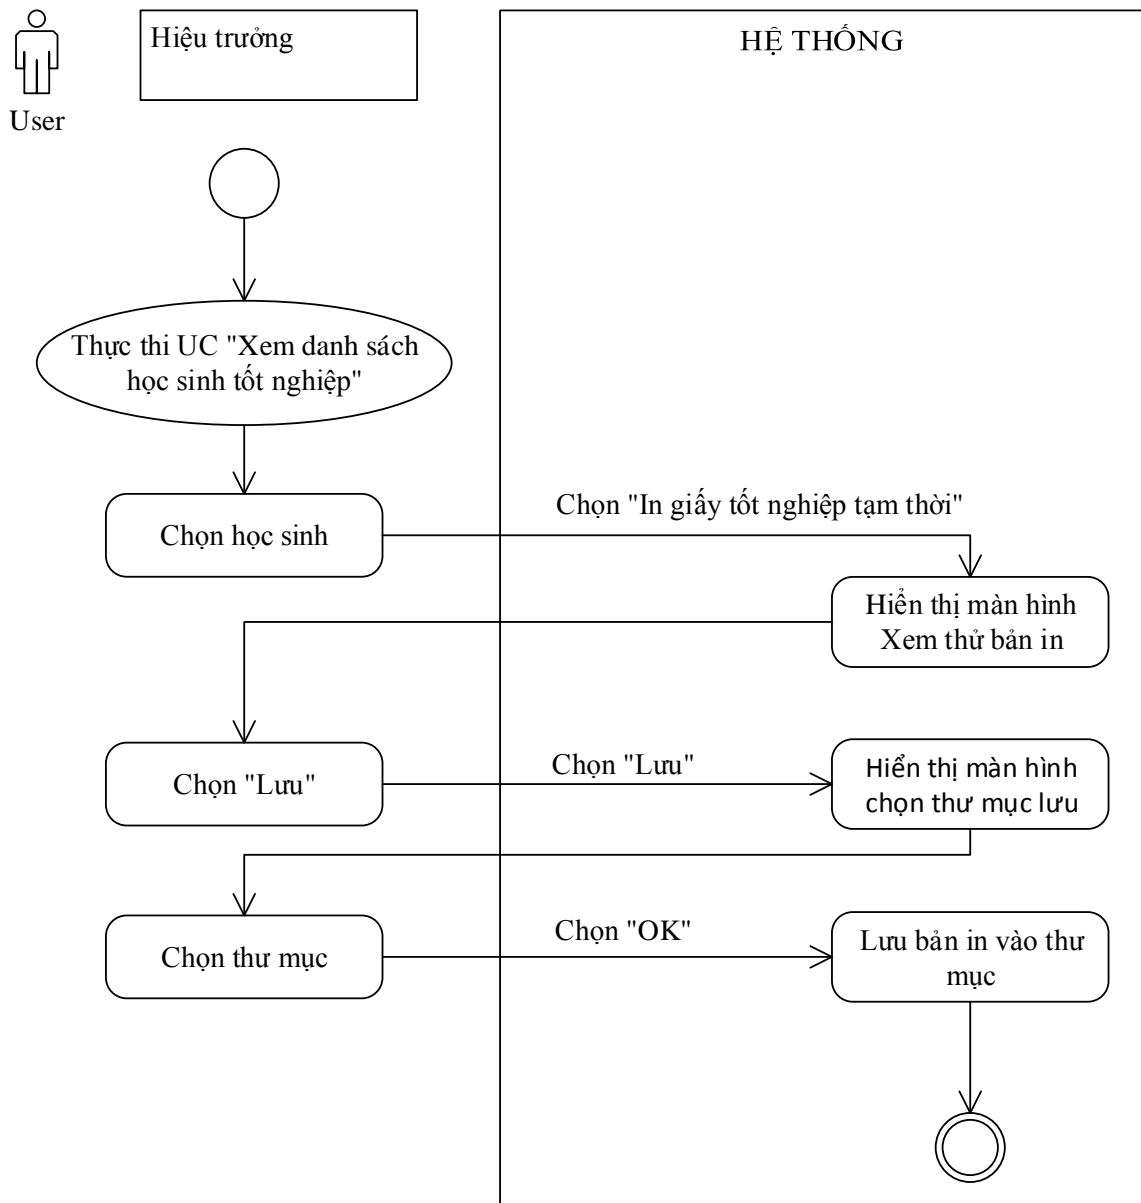 Hiệu trưởng
HỆ THỐNG
User
Thực thi UC "Xem danh sách
học sinh tốt nghiệp"
Chọn "In giấy tốt nghiệp tạm thời"
Chọn học sinh
Hiển thị màn hình
Xem thử bản in
Chọn "Lưu"
Chọn "Lưu"
Hiển thị màn hình
chọn thư mục lưu
Chọn thư mục
Chọn "OK"
Lưu bản in vào thư
mục